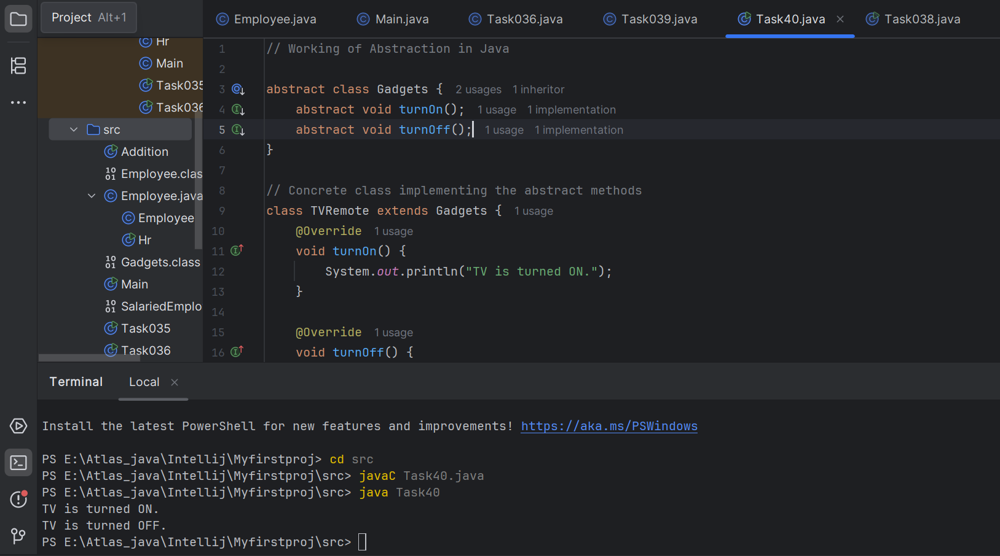 Project Alt+1
Employee.java
Main.java
Task036.java
Task039.java
Task40.java
Task038.java
Hr
Main
Task035
Task036
src
Addition
Employee.clas
Employee.java
Employee
Hr
Gadgets.class
Main
SalariedEmplo
Task035
Task036
1 // Working of Abstraction in Java
2
3 abstract class Gadgets { 2 usages 1 inheritor
4 abstract void turnOn(); 1 usage 1 implementation
5 abstract void turnOff(); 1 usage 1 implementation
6 }
7
8 // Concrete class implementing the abstract methods
9 class TVRemote extends Gadgets { 1 usage
10 @Override 1 usage
11 void turnOn() {
12 System.out.println("TV is turned ON.");
13 }
14
15 @Override 1 usage
16 void turnOff() {
Terminal Local
Install the latest PowerShell for new features and improvements! https://aka.ms/PSWindows
PS E:\Atlas_java\Intellij\Myfirstproj> cd src
PS E:\Atlas_java\Intellij\Myfirstproj\src> javaC Task40.java
PS E:\Atlas_java\Intellij\Myfirstproj\src> java Task40
TV is turned ON.
TV is turned OFF.
PS E:\Atlas_java\Intellij\Myfirstproj\src>